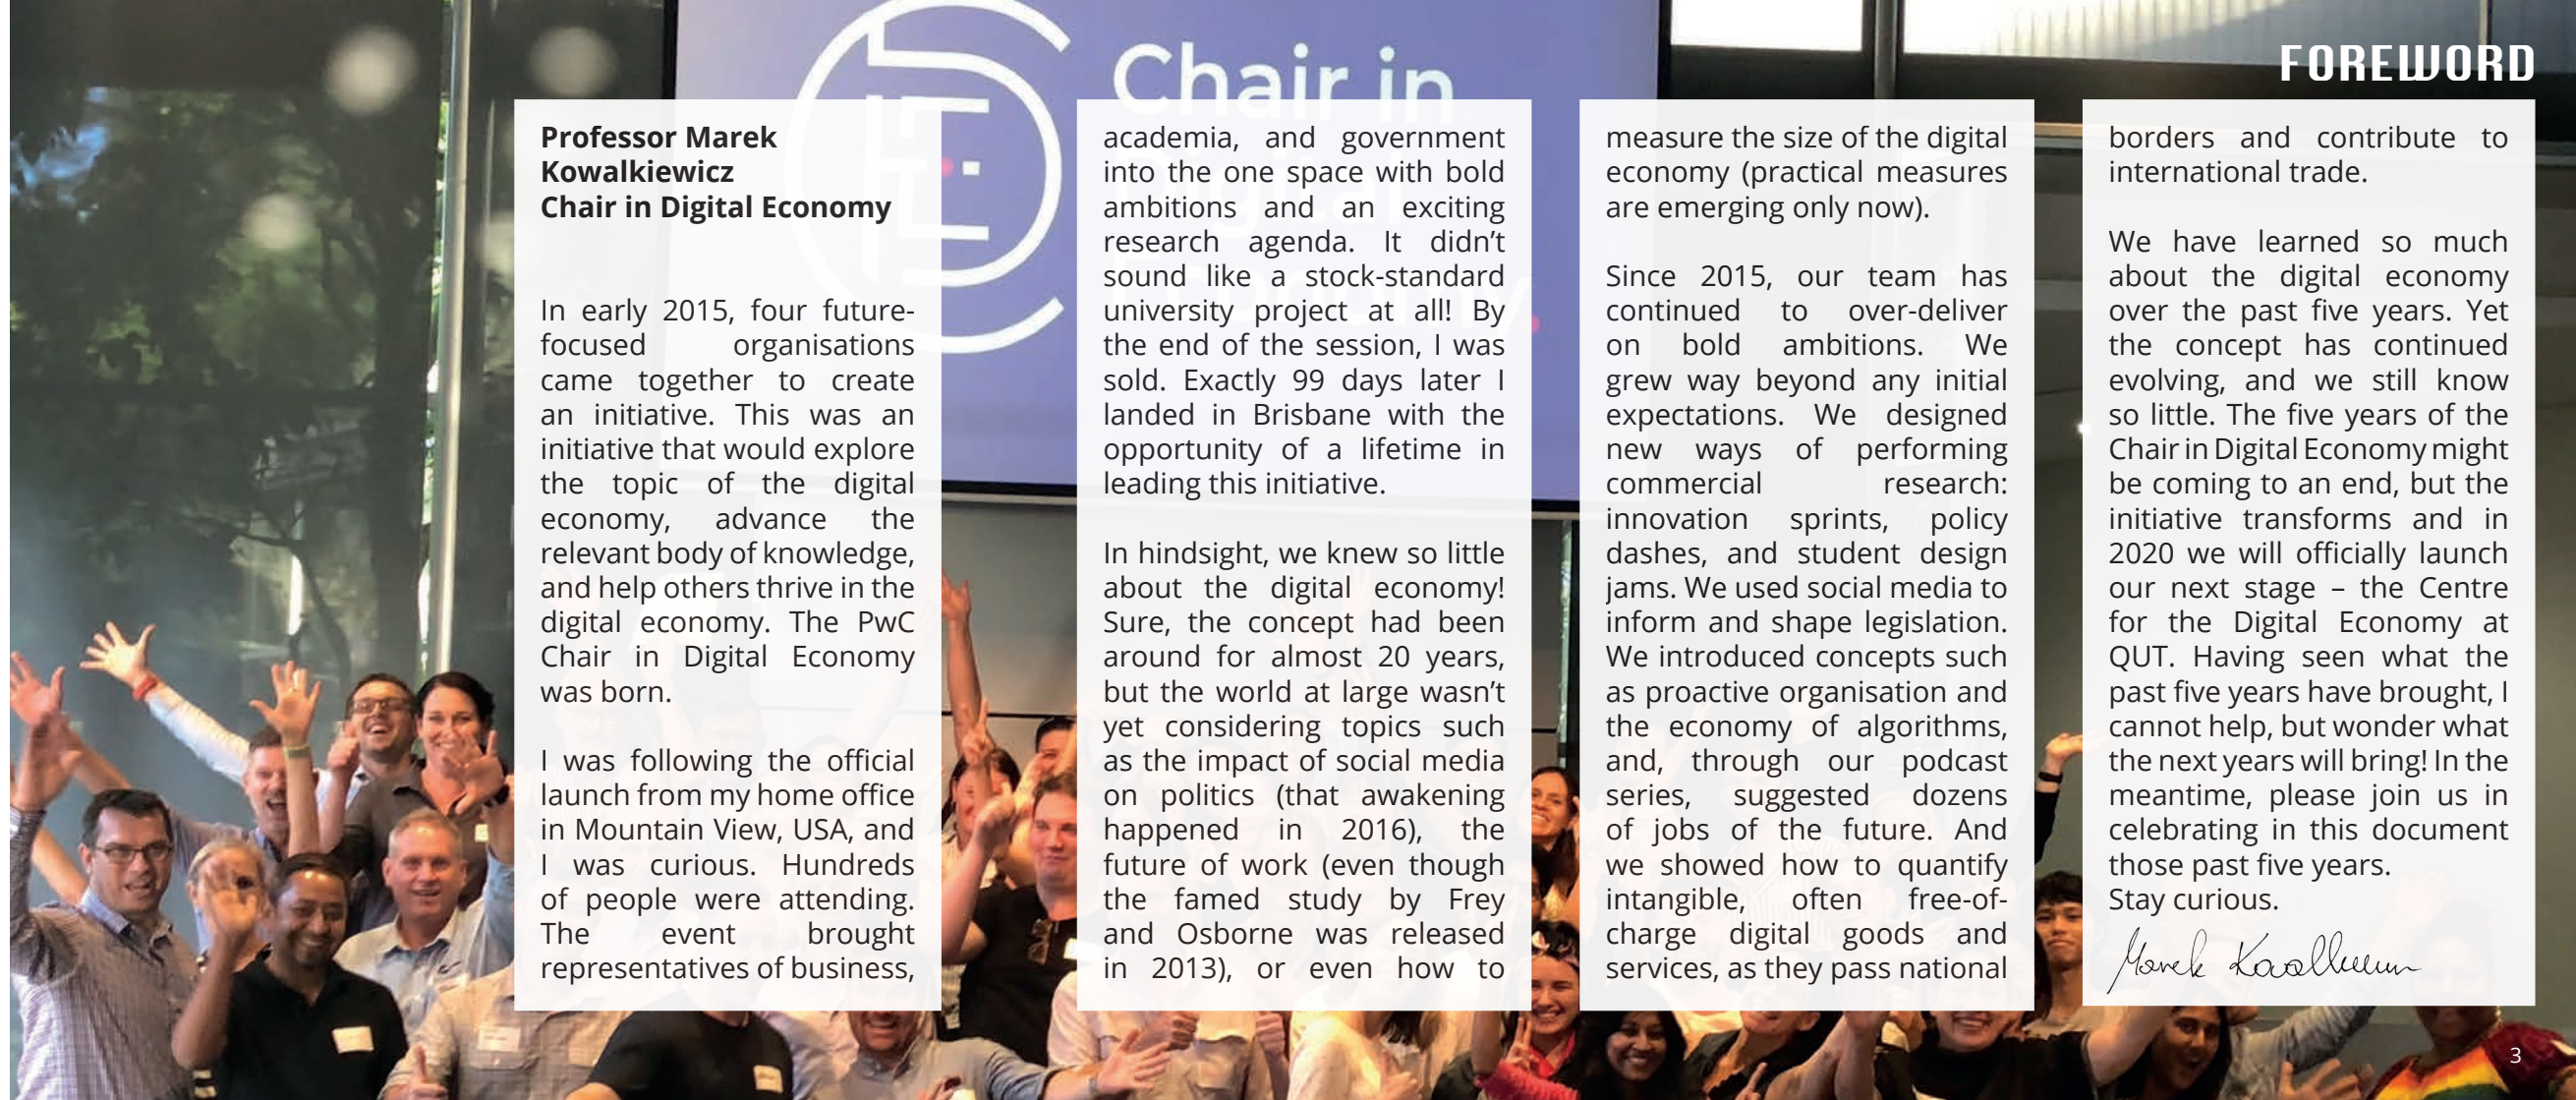 FOREWORD
Chair in
Professor Marek
Kowalkiewicz
Chair in Digital Economy
In early 2015, four future-
focused organisations
came together to create
an initiative. This was an
initiative that would explore
the topic of the digital
economy, advance the
relevant body of knowledge,
and help others thrive in the
digital economy. The PwC
Chair in Digital Economy
was born.
I was following the official
launch from my home office
in Mountain View, USA, and
I was curious. Hundreds
of people were attending.
The event brought
representatives of business,
academia, and government
into the one space with bold
ambitions and an exciting
research agenda. It didn’t
sound like a stock-standard
university project at all! By
the end of the session, I was
sold. Exactly 99 days later I
landed in Brisbane with the
opportunity of a lifetime in
leading this initiative.
In hindsight, we knew so little
about the digital economy!
Sure, the concept had been
around for almost 20 years,
but the world at large wasn’t
yet considering topics such
as the impact of social media
on politics (that awakening
happened in 2016), the
future of work (even though
the famed study by Frey
and Osborne was released
in 2013), or even how to
measure the size of the digital
economy (practical measures
are emerging only now).
Since 2015, our team has
continued to over-deliver
on bold ambitions. We
grew way beyond any initial
expectations. We designed
new ways of performing
commercial research:
innovation sprints, policy
dashes, and student design
jams. We used social media to
inform and shape legislation.
We introduced concepts such
as proactive organisation and
the economy of algorithms,
and, through our podcast
series, suggested dozens
of jobs of the future. And
we showed how to quantify
intangible, often free-of-
charge digital goods and
services, as they pass national
borders and contribute to
international trade.
We have learned so much
about the digital economy
over the past five years. Yet
the concept has continued
evolving, and we still know
so little. The five years of the
Chair in Digital Economy might
be coming to an end, but the
initiative transforms and in
2020 we will officially launch
our next stage – the Centre
for the Digital Economy at
QUT. Having seen what the
past five years have brought, I
cannot help, but wonder what
the next years will bring! In the
meantime, please join us in
celebrating in this document
those past five years.
Stay curious.
Marek Kowalkiewicz
3